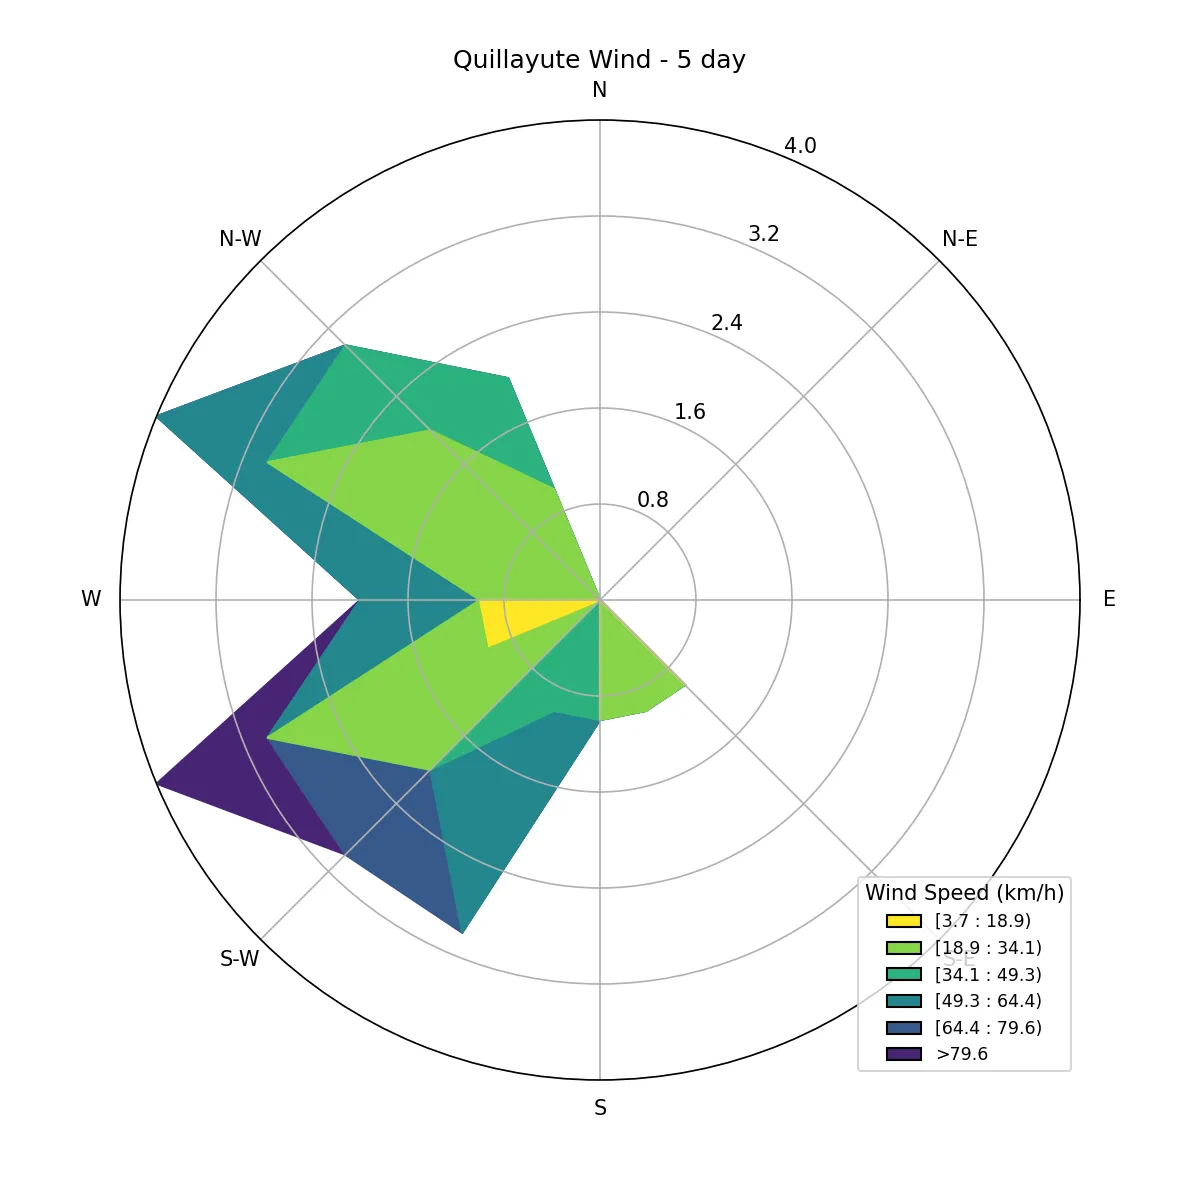 Quillayute Wind - 5 day
N
4.0
N-W
N-E
3.2
2.4
1.6
0.8
W
E
Wind Speed (km/h)
[3.7 : 18.9)
[18.9 : 34.1)
S-W
S-E
[34.1 : 49.3)
[49.3 : 64.4)
[64.4 : 79.6)
>79.6
S